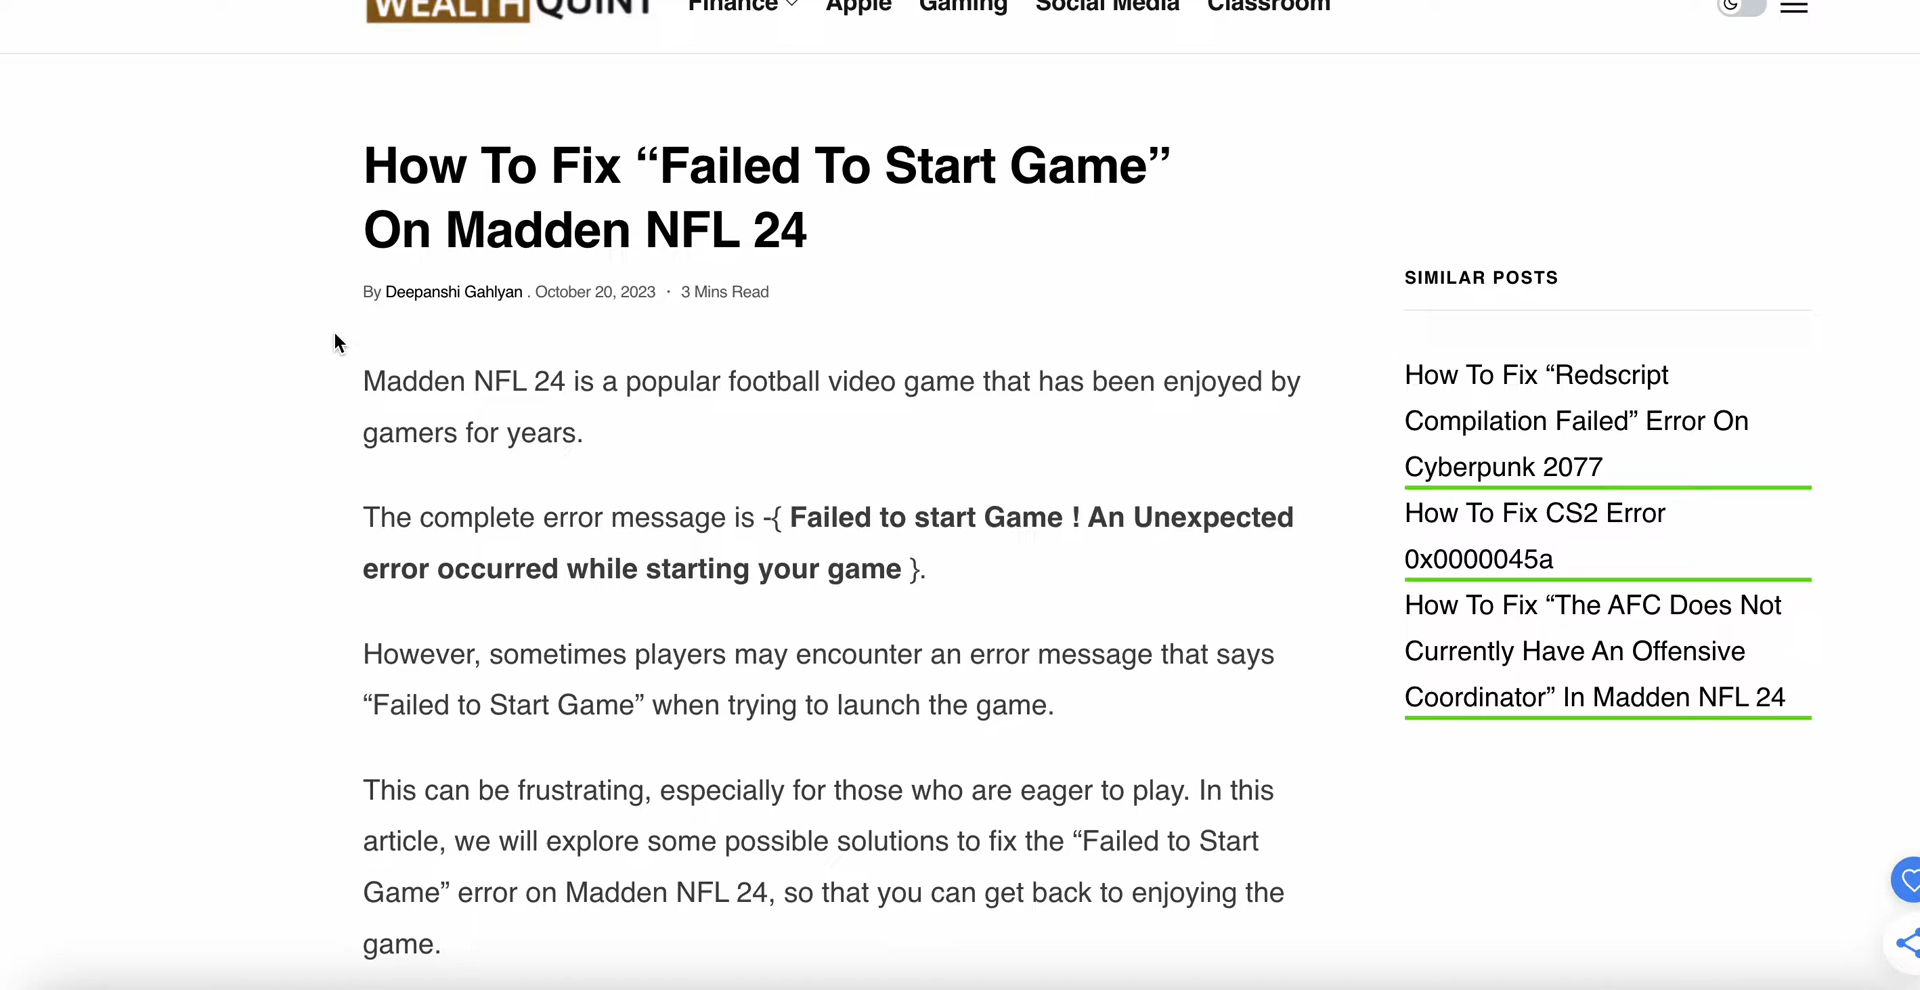 WEALTH QUINT Finance Apple Gaming Social Media Classroom
How To Fix “Failed To Start Game”
On Madden NFL 24
By Deepanshi Gahlyan . October 20, 2023 · 3 Mins Read
Madden NFL 24 is a popular football video game that has been enjoyed by
gamers for years.
The complete error message is -{ Failed to start Game ! An Unexpected
error occurred while starting your game }.
However, sometimes players may encounter an error message that says
“Failed to Start Game” when trying to launch the game.
This can be frustrating, especially for those who are eager to play. In this
article, we will explore some possible solutions to fix the “Failed to Start
Game” error on Madden NFL 24, so that you can get back to enjoying the
game.
SIMILAR POSTS
How To Fix “Redscript
Compilation Failed” Error On
Cyberpunk 2077
How To Fix CS2 Error
0x0000045a
How To Fix “The AFC Does Not
Currently Have An Offensive
Coordinator” In Madden NFL 24